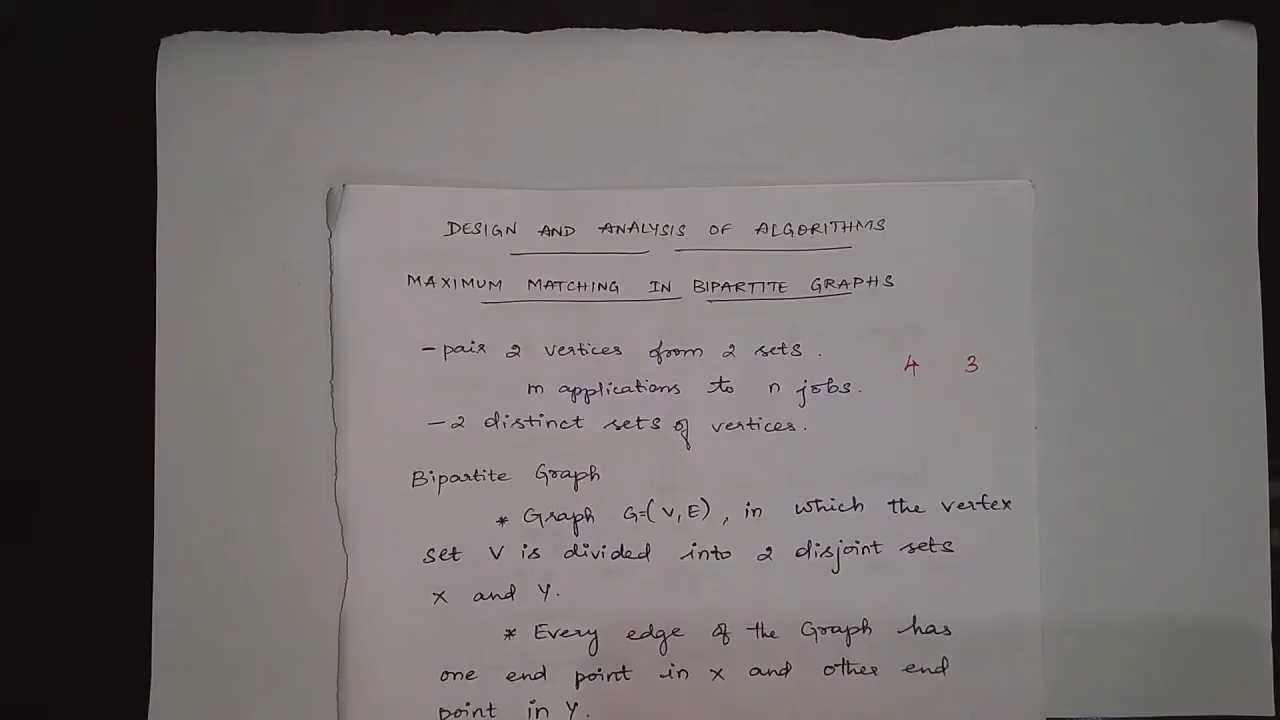 DESIGN AND ANALYSIS OF ALGORITHMS
MAXIMUM MATCHING IN BIPARTITE GRAPHS
- pair 2 vertices from 2 sets.
4 3
m applications to n jobs.
- 2 distinct sets of vertices.
Bipartite Graph
* Graph G=(V,E), in which the vertex
set V is divided into 2 disjoint sets
X and Y.
* Every edge of the Graph has
one end point in X and other end
point in Y.